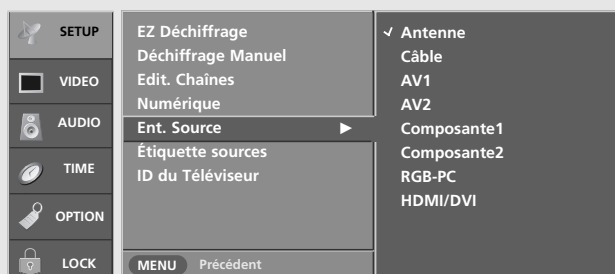 SETUP
VIDEO
AUDIO
TIME
OPTION
LOCK
EZ Déchiffrage
Déchiffrage Manuel
Edit. Chaînes
Numérique
Ent. Source ▶
Étiquette sources
ID du Téléviseur
MENU Précédent
✓ Antenne
Câble
AV1
AV2
Composante1
Composante2
RGB-PC
HDMI/DVI